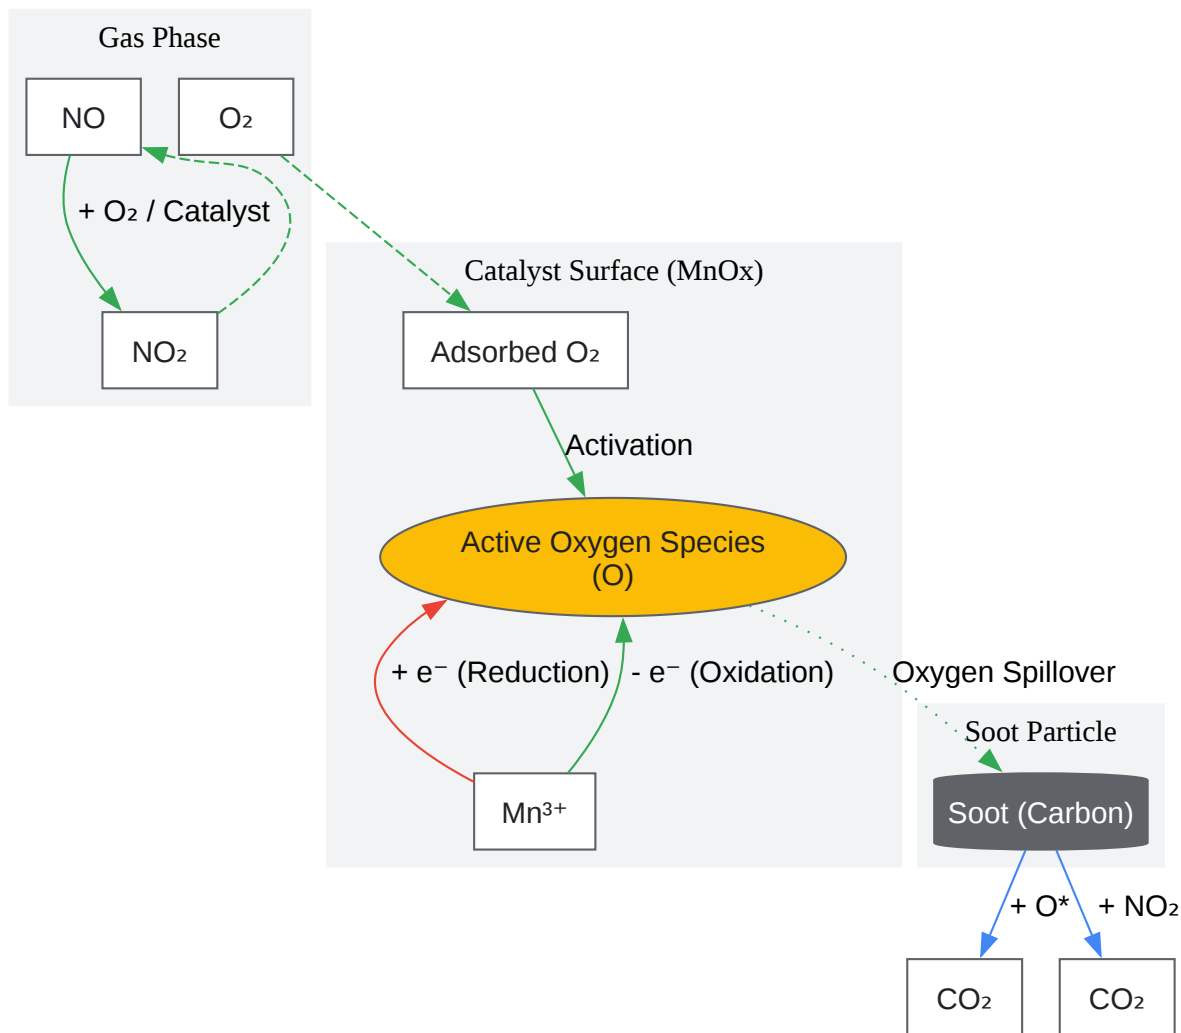 Gas Phase
NO
O₂
+ O₂ / Catalyst
NO₂
Catalyst Surface (MnOx)
Adsorbed O₂
Activation
Active Oxygen Species
(O)
+ e⁻ (Reduction)
- e⁻ (Oxidation)
Oxygen Spillover
Mn³⁺
Soot Particle
Soot (Carbon)
+ O*
+ NO₂
CO₂
CO₂